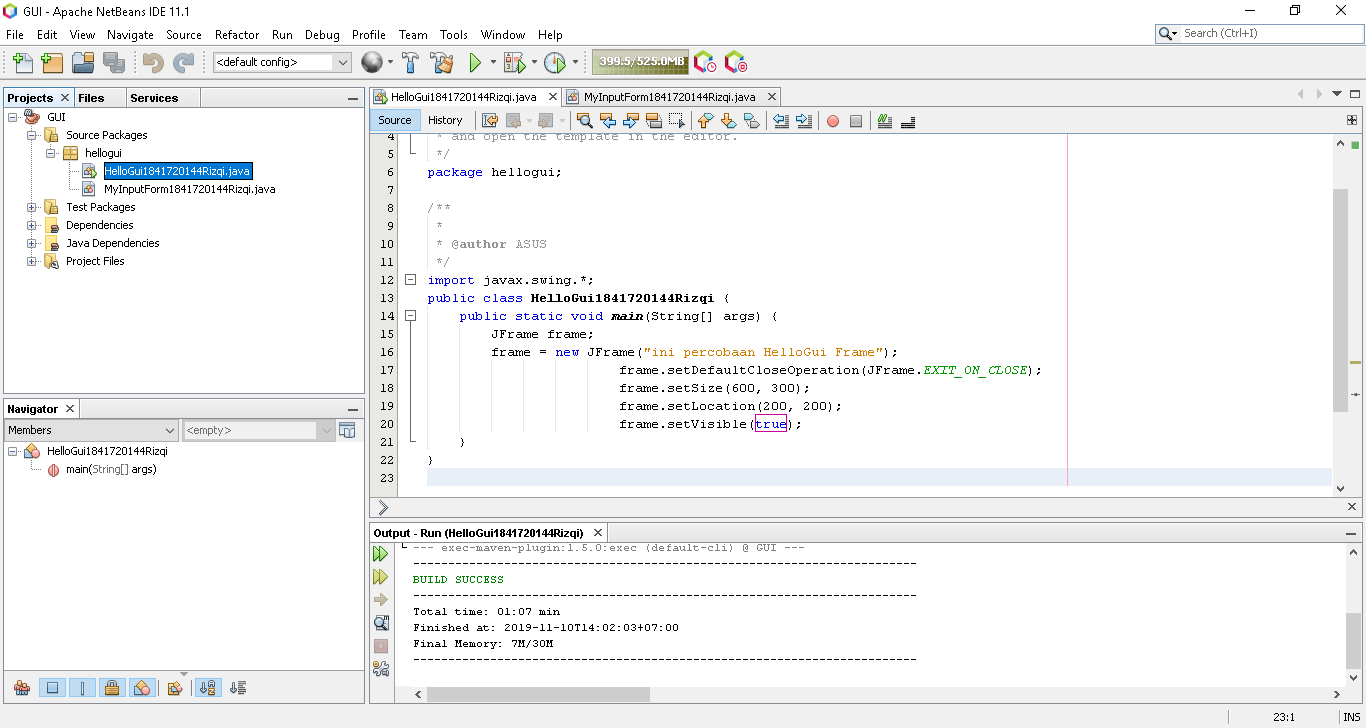 GUI - Apache NetBeans IDE 11.1
File Edit View Navigate Source Refactor Run Debug Profile Team Tools Window Help
Search (Ctrl+I)
<default config>
399.5/525.0MB
Projects Files Services
GUI
Source Packages
hellogui
HelloGui1841720144Rizqi.java
MyInputForm1841720144Rizqi.java
Test Packages
Dependencies
Java Dependencies
Project Files
Navigator
Members
<empty>
HelloGui1841720144Rizqi
main(String[] args)
HelloGui1841720144Rizqi.java MyInputForm1841720144Rizqi.java
Source History
4 * and open the template in the editor.
5 */
6 package hellogui;
7
8 /**
9 *
10 * @author ASUS
11 */
12 import javax.swing.*;
13 public class HelloGui1841720144Rizqi {
14 public static void main(String[] args) {
15 JFrame frame;
16 frame = new JFrame("ini percobaan HelloGui Frame");
17 frame.setDefaultCloseOperation(JFrame.EXIT_ON_CLOSE);
18 frame.setSize(600, 300);
19 frame.setLocation(200, 200);
20 frame.setVisible(true);
21 }
22 }
23
Output - Run (HelloGui1841720144Rizqi)
--- exec-maven-plugin:1.5.0:exec (default-cli) @ GUI ---
------------------------------------------------------------------------
BUILD SUCCESS
------------------------------------------------------------------------
Total time: 01:07 min
Finished at: 2019-11-10T14:02:03+07:00
Final Memory: 7M/30M
------------------------------------------------------------------------
23:1 INS